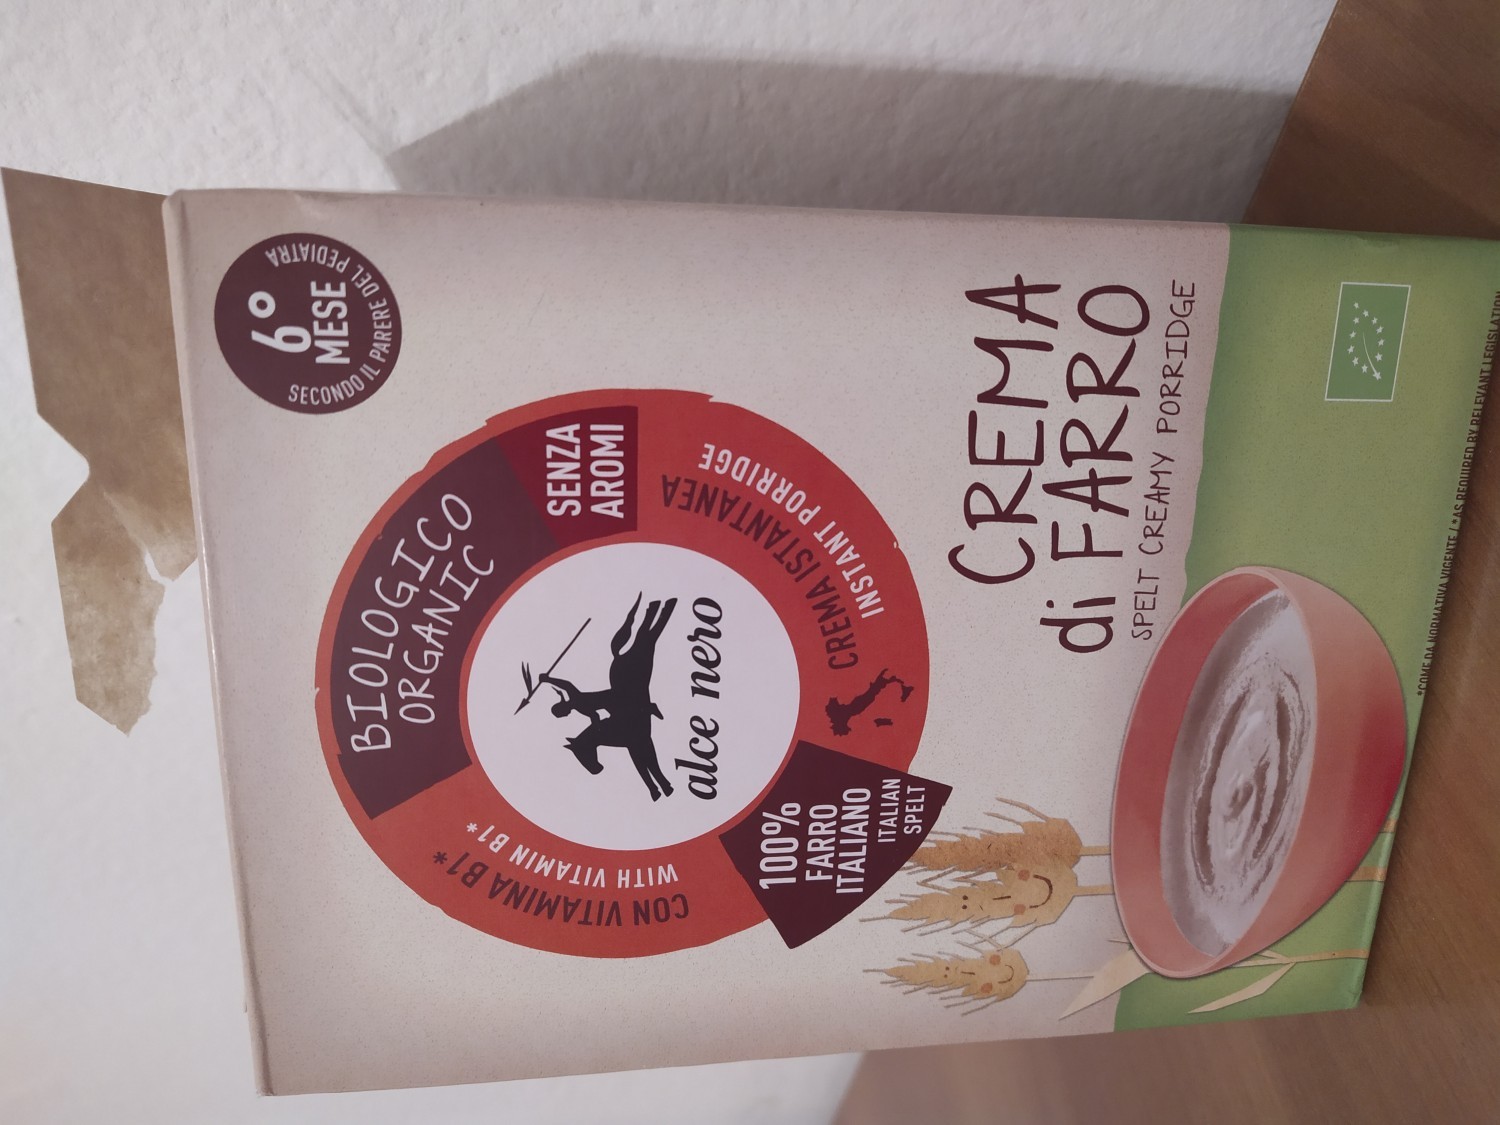 6°
MESE
SECONDO IL PARERE DEL PEDIATRA
BIOLOGICO
ORGANIC
SENZA
AROMI
CREMA ISTANTANEA
INSTANT PORRIDGE
CON VITAMINA B1*
WITH VITAMIN B1*
alce nero
100%
FARRO
ITALIANO
ITALIAN
SPELT
CREMA
di FARRO
SPELT CREAMY PORRIDGE
*COME DA NORMATIVA VIGENTE / *AS REQUIRED BY RELEVANT LEGISLATION